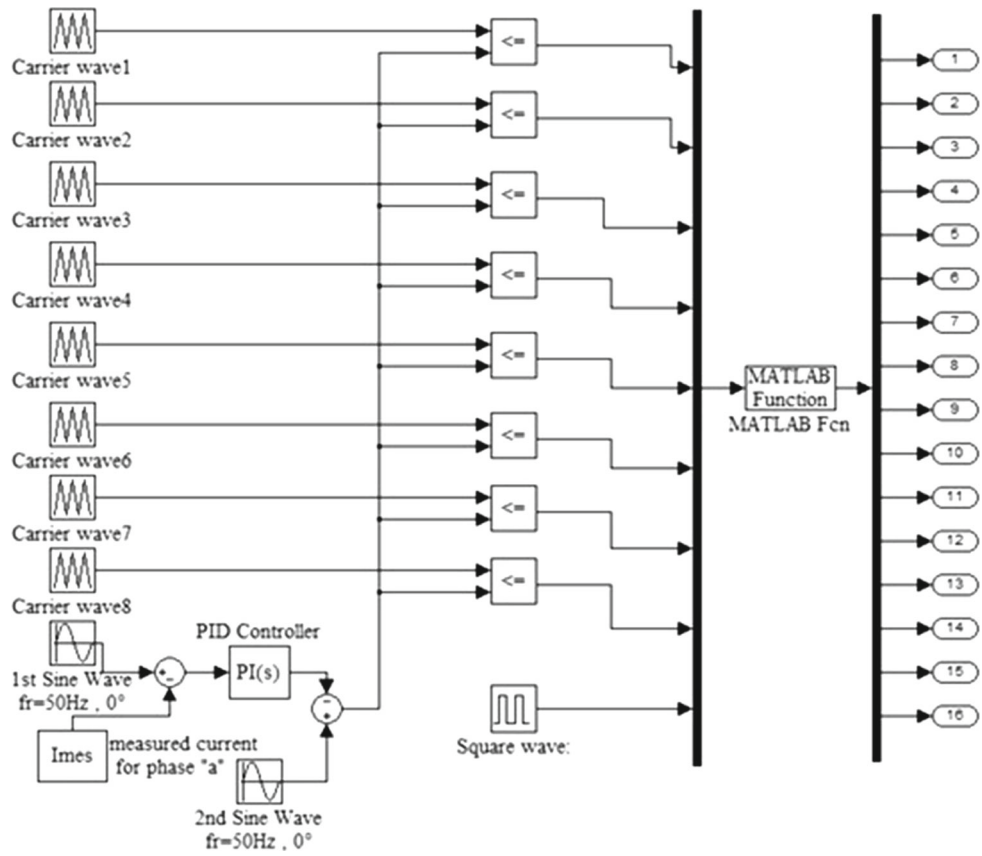 Carrier wave1
<=
Carrier wave2
<=
Carrier wave3
<=
Carrier wave4
<=
Carrier wave5
<=
Carrier wave6
<=
Carrier wave7
<=
Carrier wave8
<=
1st Sine Wave
fr=50Hz , 0°
+
-
PID Controller
PI(s)
-
+
Imes
measured current
for phase "a"
2nd Sine Wave
fr=50Hz , 0°
Square wave:
MATLAB
Function
MATLAB Fcn
1
2
3
4
5
6
7
8
9
10
11
12
13
14
15
16